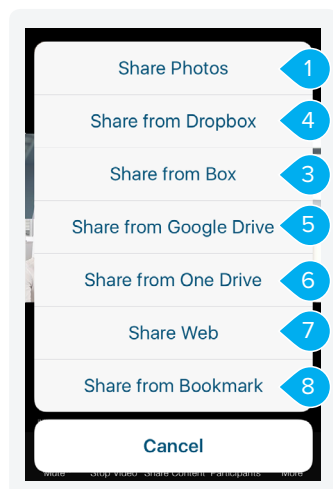 Share Photos 1
Share from Dropbox 4
Share from Box 3
Share from Google Drive 5
Share from One Drive 6
Share Web 7
Share from Bookmark 8
Cancel
Mute Stop Video Share Content Participants More